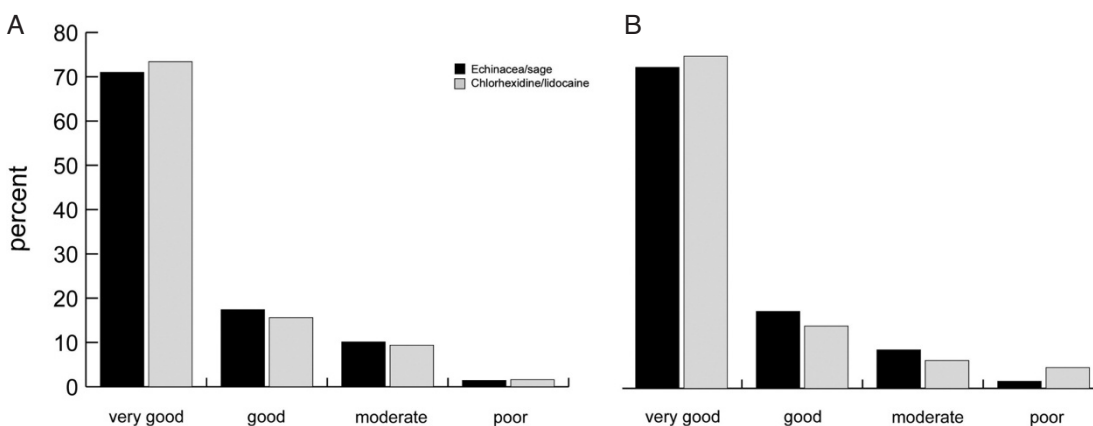 A
B
80
70
60
50
40
30
20
10
0
percent
Echinacea/sage
Chlorhexidine/lidocaine
very good good moderate poor
very good good moderate poor